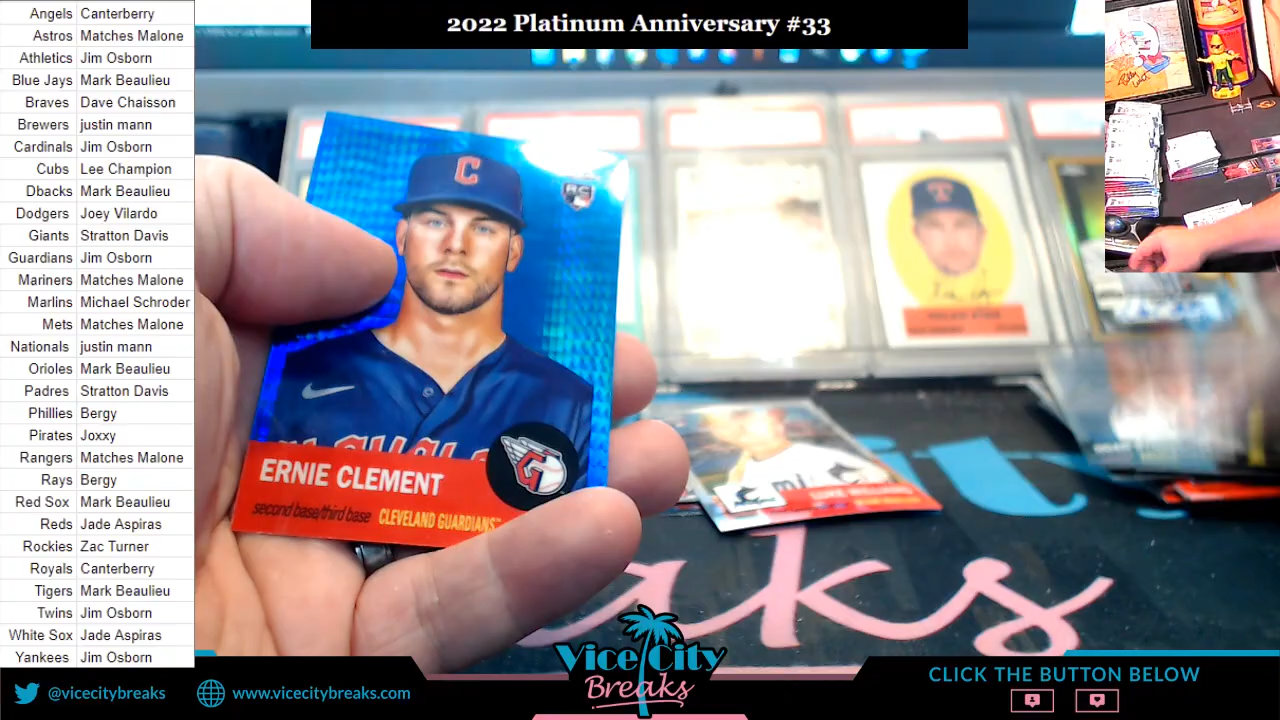 2022 Platinum Anniversary #33
Angels Canterberry
Astros Matches Malone
Athletics Jim Osborn
Blue Jays Mark Beaulieu
Braves Dave Chaisson
Brewers justin mann
Cardinals Jim Osborn
Cubs Lee Champion
Dbacks Mark Beaulieu
Dodgers Joey Vilardo
Giants Stratton Davis
Guardians Jim Osborn
Mariners Matches Malone
Marlins Michael Schroder
Mets Matches Malone
Nationals justin mann
Orioles Mark Beaulieu
Padres Stratton Davis
Phillies Bergy
Pirates Joxxy
Rangers Matches Malone
Rays Bergy
Red Sox Mark Beaulieu
Reds Jade Aspiras
Rockies Zac Turner
Royals Canterberry
Tigers Mark Beaulieu
Twins Jim Osborn
White Sox Jade Aspiras
Yankees Jim Osborn
C
RC
ERNIE CLEMENT
second base/third base CLEVELAND GUARDIANS
T
aks
Vice City
Breaks
@vicecitybreaks
www.vicecitybreaks.com
CLICK THE BUTTON BELOW